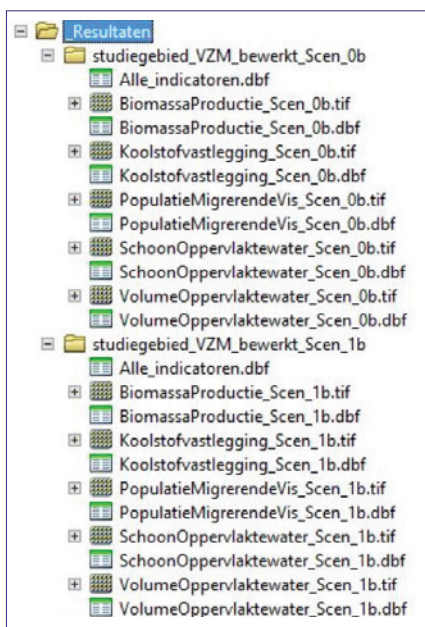 _Resultaten
studiegebied_VZM_bewerkt_Scen_0b
Alle_indicatoren.dbf
BiomassaProductie_Scen_0b.tif
BiomassaProductie_Scen_0b.dbf
Koolstofvastlegging_Scen_0b.tif
Koolstofvastlegging_Scen_0b.dbf
PopulatieMigrerendeVis_Scen_0b.tif
PopulatieMigrerendeVis_Scen_0b.dbf
SchoonOppervlaktewater_Scen_0b.tif
SchoonOppervlaktewater_Scen_0b.dbf
VolumeOppervlaktewater_Scen_0b.tif
VolumeOppervlaktewater_Scen_0b.dbf
studiegebied_VZM_bewerkt_Scen_1b
Alle_indicatoren.dbf
BiomassaProductie_Scen_1b.tif
BiomassaProductie_Scen_1b.dbf
Koolstofvastlegging_Scen_1b.tif
Koolstofvastlegging_Scen_1b.dbf
PopulatieMigrerendeVis_Scen_1b.tif
PopulatieMigrerendeVis_Scen_1b.dbf
SchoonOppervlaktewater_Scen_1b.tif
SchoonOppervlaktewater_Scen_1b.dbf
VolumeOppervlaktewater_Scen_1b.tif
VolumeOppervlaktewater_Scen_1b.dbf